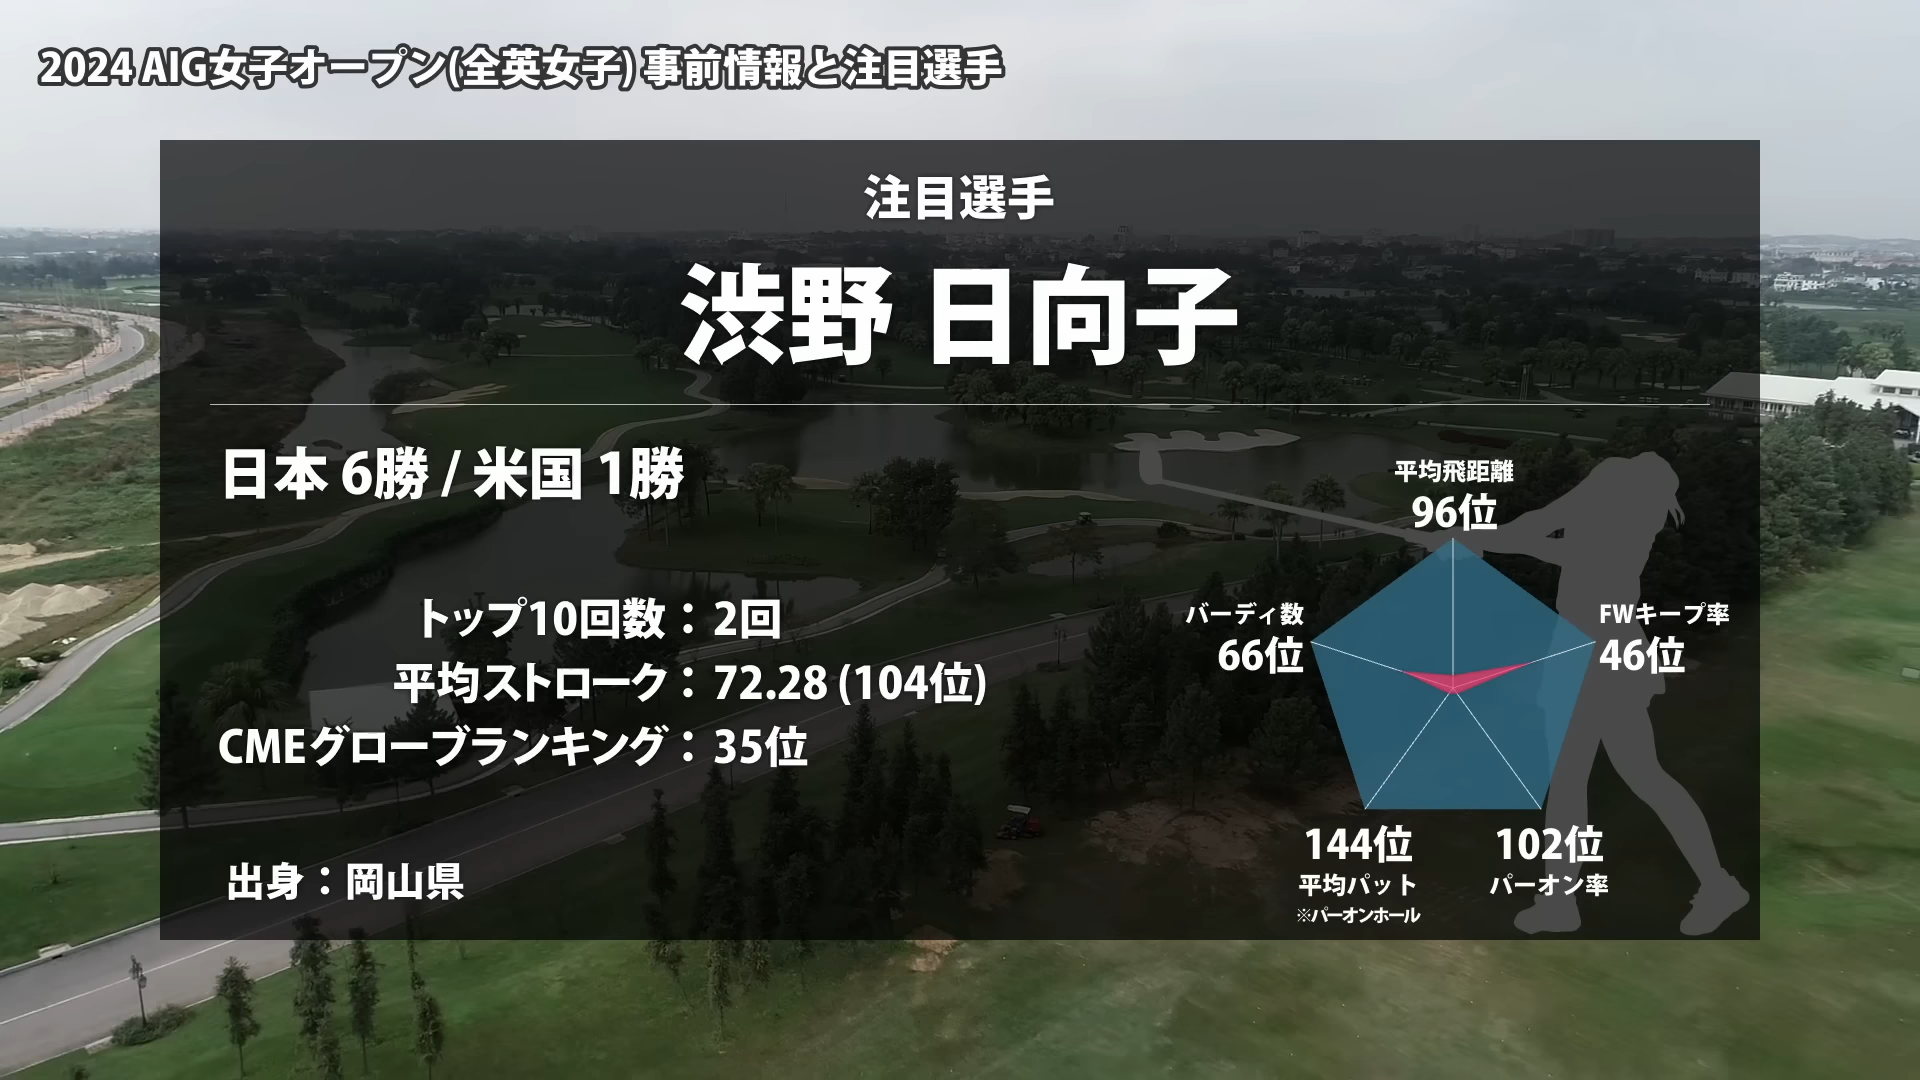 2024 AIG女子オープン(全英女子) 事前情報と注目選手
注目選手
渋野 日向子
日本 6勝 / 米国 1勝
トップ10回数： 2回
平均ストローク： 72.28 (104位)
CMEグローブランキング： 35位
出身：岡山県
平均飛距離
96位
バーディ数
66位
FWキープ率
46位
144位
平均パット
※パーオンホール
102位
パーオン率